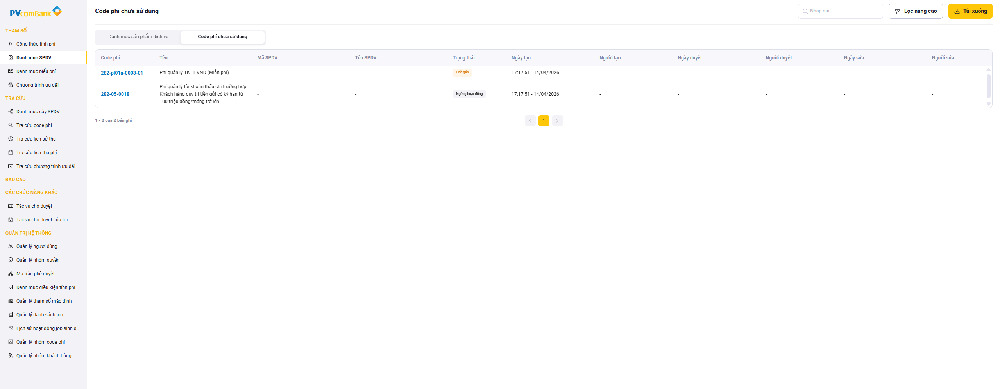 PVcomBank
THAM SỐ
Công thức tính phí
Danh mục SPDV
Danh mục biểu phí
Chương trình ưu đãi
TRA CỨU
Danh mục cây SPDV
Tra cứu code phí
Tra cứu lịch sử thu
Tra cứu lịch thu phí
Tra cứu chương trình ưu đãi
BÁO CÁO
CÁC CHỨC NĂNG KHÁC
Tác vụ chờ duyệt
Tác vụ chờ duyệt của tôi
QUẢN TRỊ HỆ THỐNG
Quản lý người dùng
Quản lý nhóm quyền
Ma trận phê duyệt
Danh mục điều kiện tính phí
Quản lý tham số mặc định
Quản lý danh sách job
Lịch sử hoạt động job sinh d...
Quản lý nhóm code phí
Quản lý nhóm khách hàng
Code phí chưa sử dụng
Nhập mã...
Lọc nâng cao
Tải xuống
Danh mục sản phẩm dịch vụ
Code phí chưa sử dụng
Code phí Tên Mã SPDV Tên SPDV Trạng thái Ngày tạo Người tạo Ngày duyệt Người duyệt Ngày sửa Người sửa
282-pl01a-0003-01 Phí quản lý TKTT VND (Miễn phí) - - Chờ gán 17:17:51 - 14/04/2026 - - - - -
Phí quản lý tài khoản thấu chi trường hợp
282-05-0018 Khách hàng duy trì tiền gửi có kỳ hạn từ - - Ngừng hoạt động 17:17:51 - 14/04/2026 - - - - -
100 triệu đồng/tháng trở lên
1 - 2 của 2 bản ghi
1